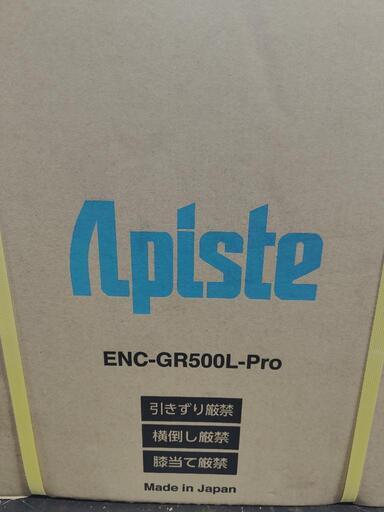 Apiste
ENC-GR500L-Pro
引きずり厳禁
横倒し厳禁
膝当て厳禁
Made in Japan